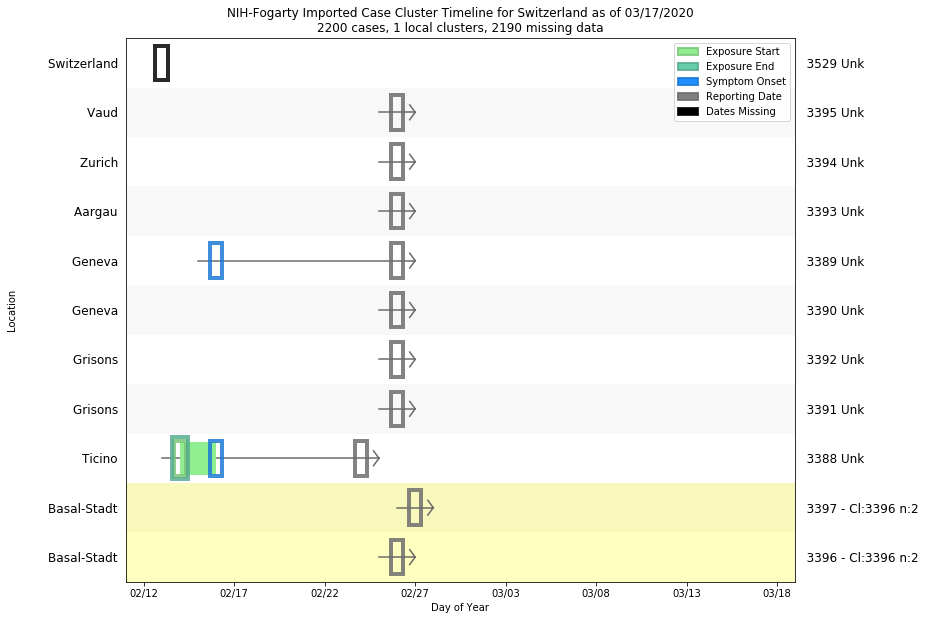 NIH-Fogarty Imported Case Cluster Timeline for Switzerland as of 03/17/2020
2200 cases, 1 local clusters, 2190 missing data
Exposure Start
Exposure End
Symptom Onset
Reporting Date
Dates Missing
Location
Switzerland 3529 Unk
Vaud 3395 Unk
Zurich 3394 Unk
Aargau 3393 Unk
Geneva 3389 Unk
Geneva 3390 Unk
Grisons 3392 Unk
Grisons 3391 Unk
Ticino 3388 Unk
Basal-Stadt 3397 - Cl:3396 n:2
Basal-Stadt 3396 - Cl:3396 n:2
02/12 02/17 02/22 02/27 03/03 03/08 03/13 03/18
Day of Year